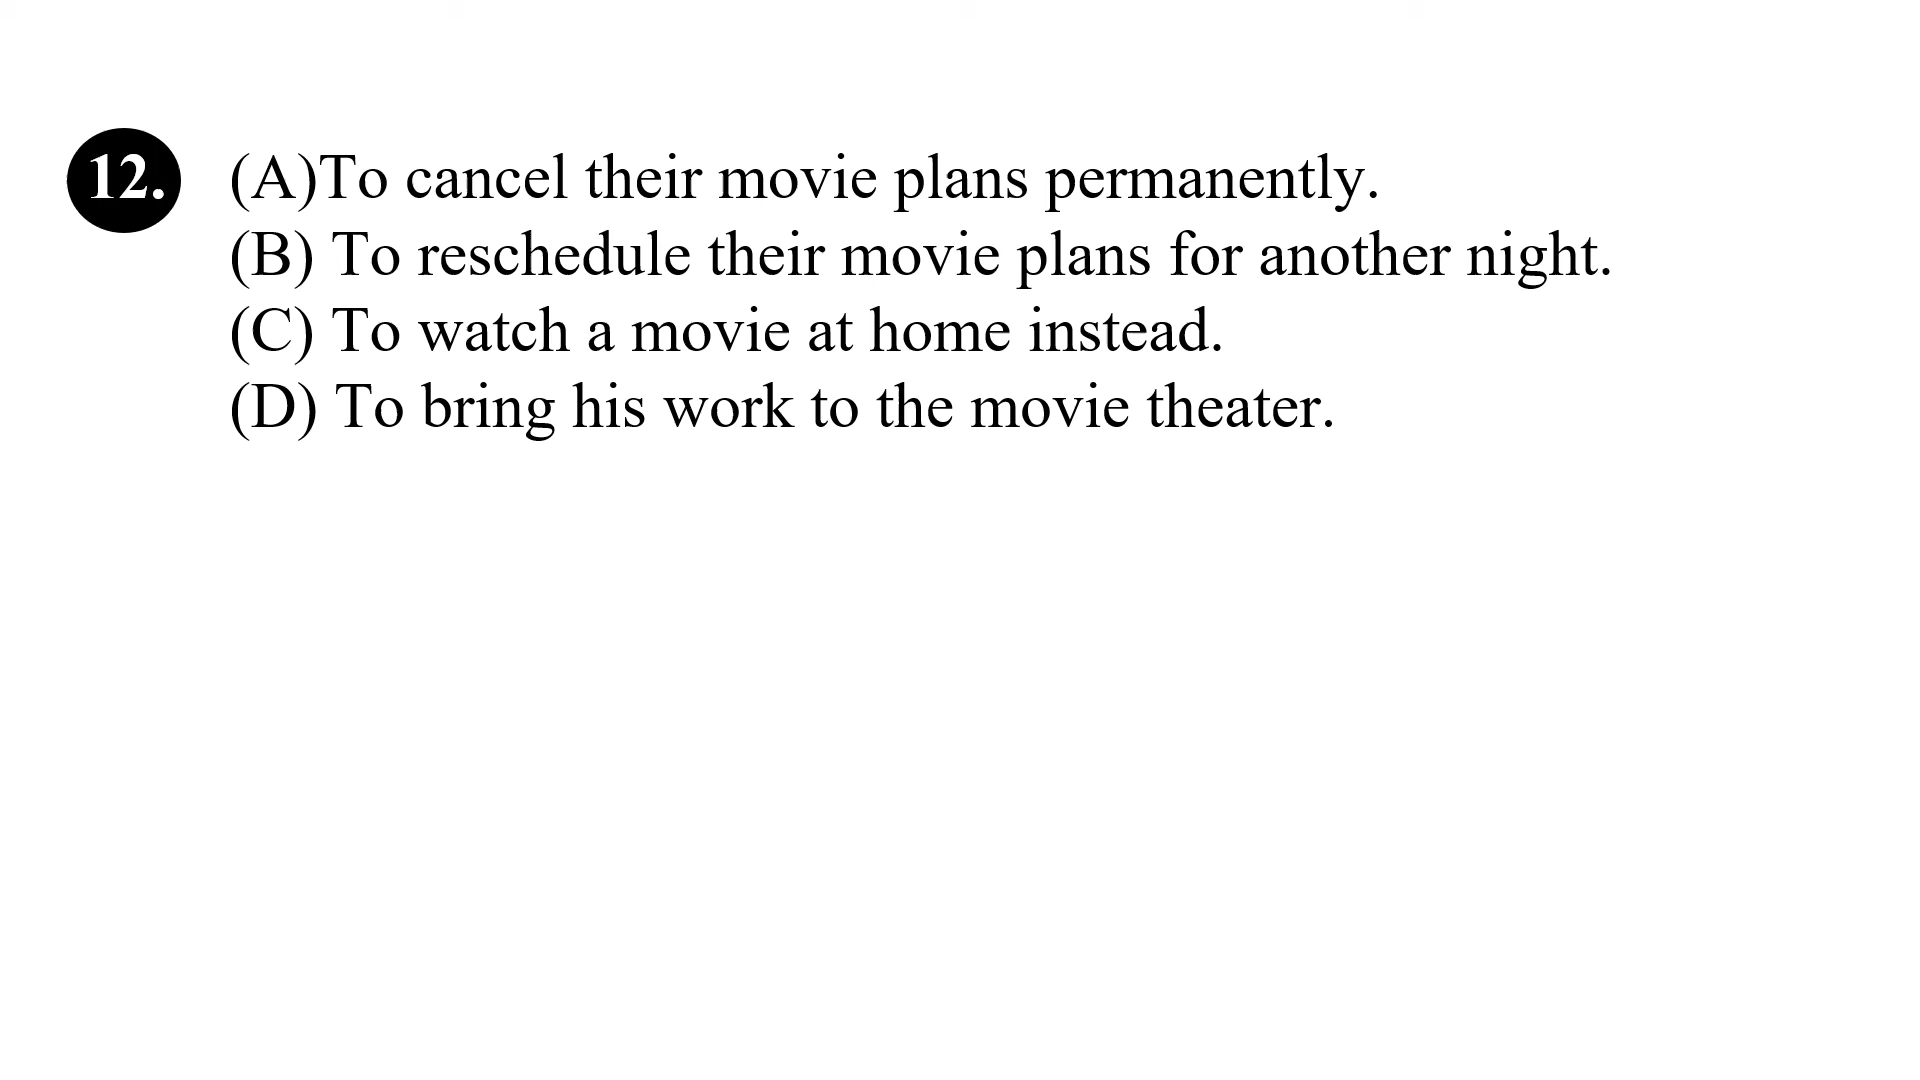 12. (A)To cancel their movie plans permanently.
(B) To reschedule their movie plans for another night.
(C) To watch a movie at home instead.
(D) To bring his work to the movie theater.